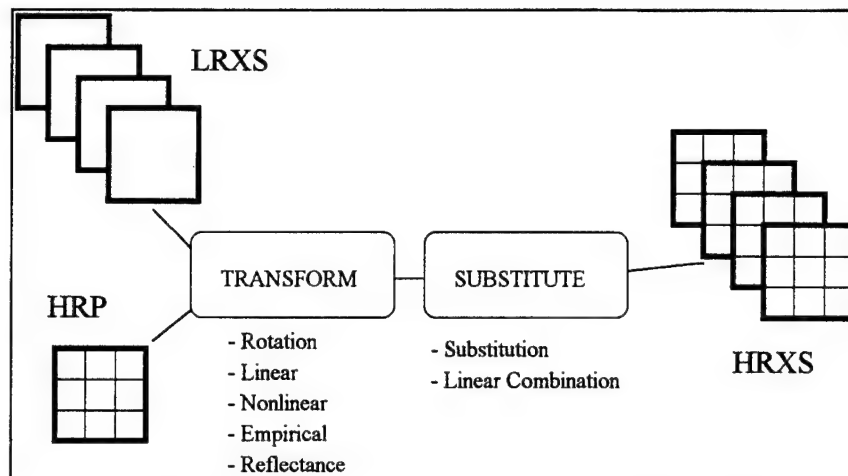 LRXS
TRANSFORM
SUBSTITUTE
HRP
- Rotation
- Linear
- Nonlinear
- Empirical
- Reflectance
- Substitution
- Linear Combination
HRXS